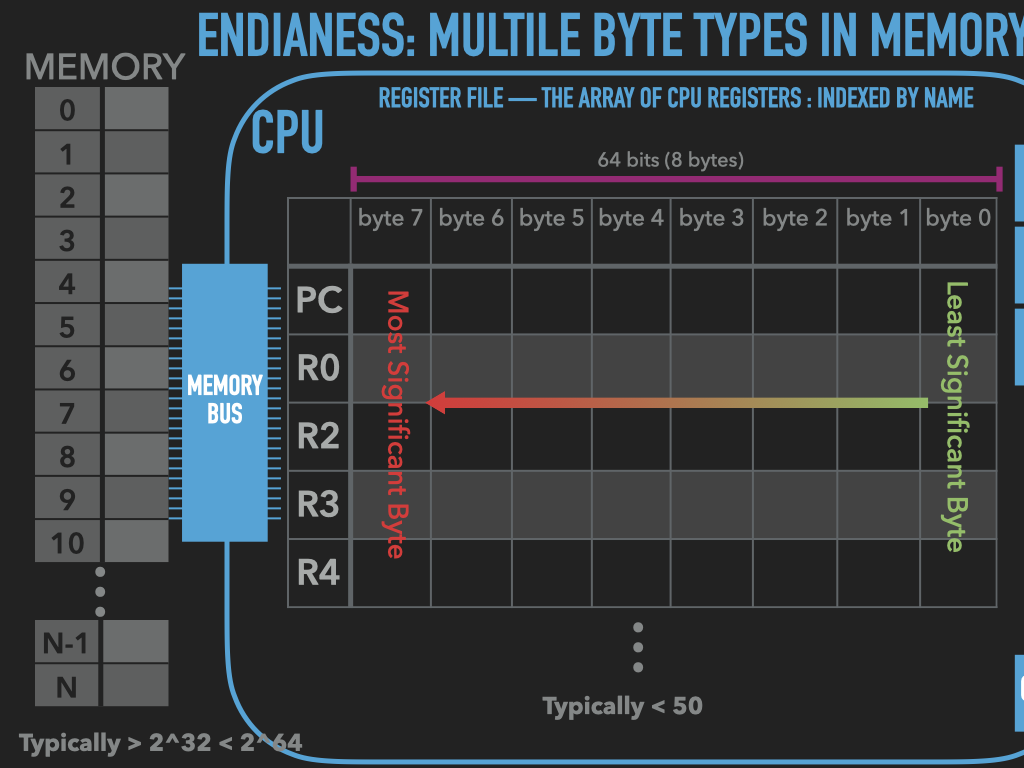 ENDIANESS: MULTILE BYTE TYPES IN MEMORY
MEMORY
REGISTER FILE — THE ARRAY OF CPU REGISTERS : INDEXED BY NAME
CPU
64 bits (8 bytes)
byte 7 byte 6 byte 5 byte 4 byte 3 byte 2 byte 1 byte 0
0
1
2
3
4
5
6
7
8
9
10
N-1
N
Typically > 2^32 < 2^64
MEMORY
BUS
PC
R0
R2
R3
R4
Most Significant Byte
Least Significant Byte
Typically < 50